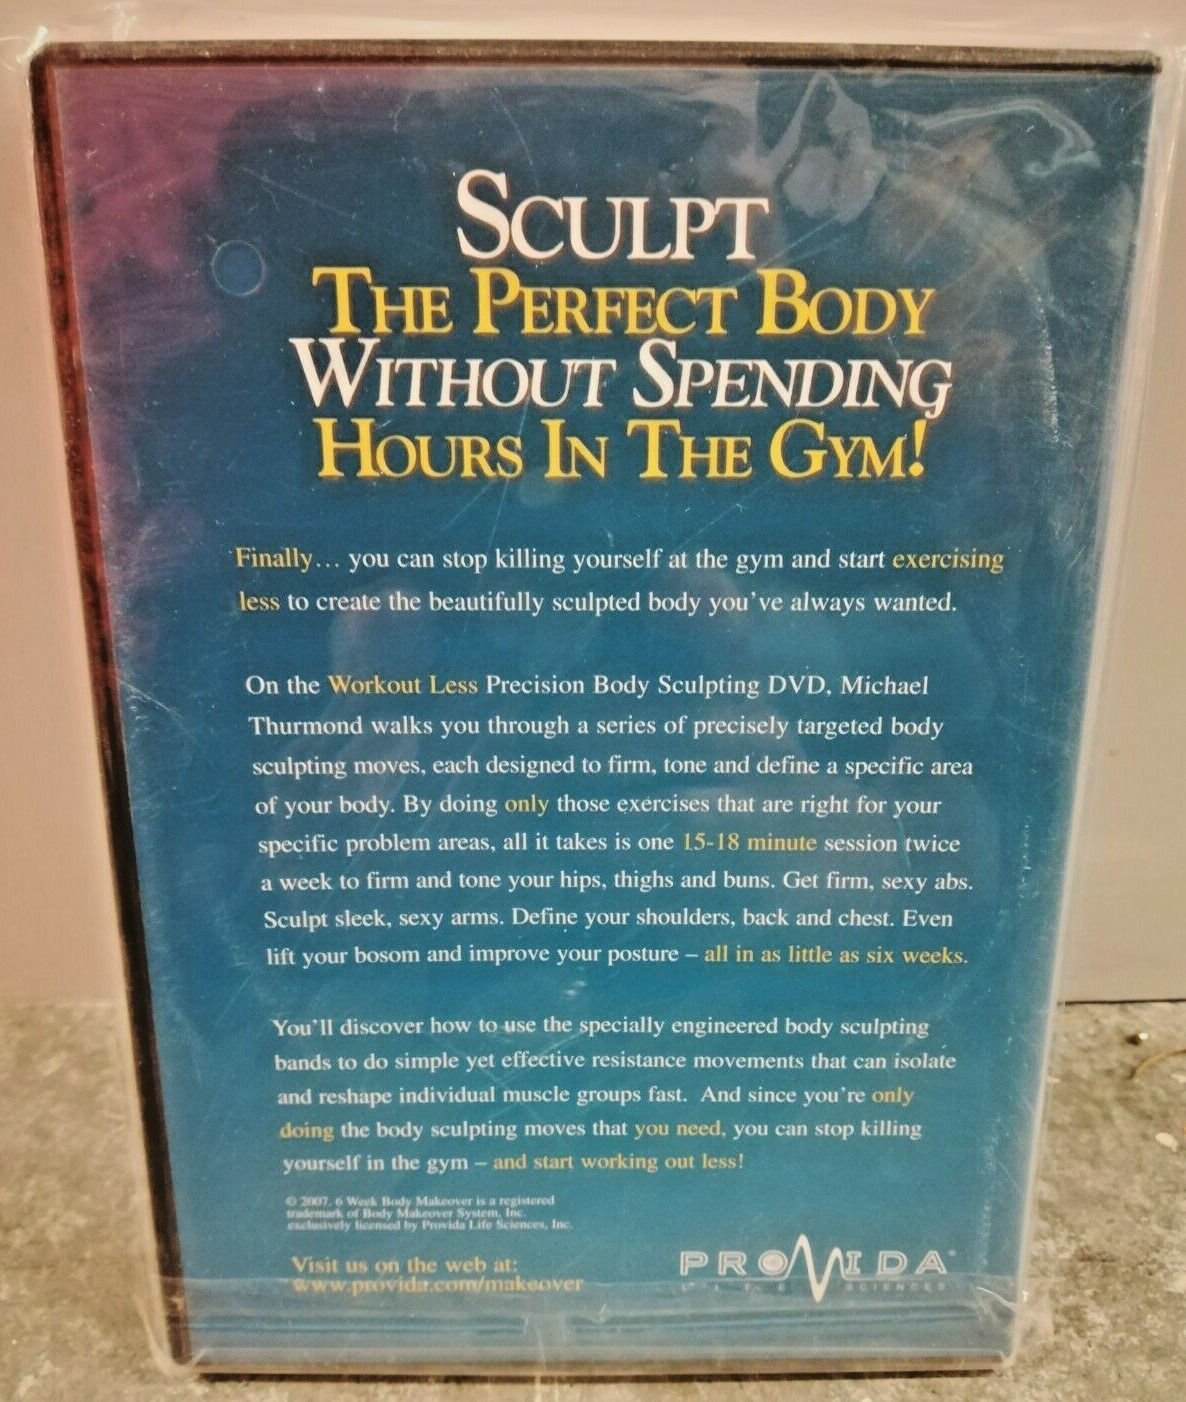 SCULPT
THE PERFECT BODY
WITHOUT SPENDING
HOURS IN THE GYM!
Finally... you can stop killing yourself at the gym and start exercising
less to create the beautifully sculpted body you've always wanted.
On the Workout Less Precision Body Sculpting DVD, Michael
Thurmond walks you through a series of precisely targeted body
sculpting moves, each designed to firm, tone and define a specific area
of your body. By doing only those exercises that are right for your
specific problem areas, all it takes is one 15-18 minute session twice
a week to firm and tone your hips, thighs and buns. Get firm, sexy abs.
Sculpt sleek, sexy arms. Define your shoulders, back and chest. Even
lift your bosom and improve your posture – all in as little as six weeks.
You'll discover how to use the specially engineered body sculpting
bands to do simple yet effective resistance movements that can isolate
and reshape individual muscle groups fast. And since you're only
doing the body sculpting moves that you need, you can stop killing
yourself in the gym – and start working out less!
© 2007. 6 Week Body Makeover is a registered
trademark of Body Makeover System, Inc.
exclusively licensed by Provida Life Sciences, Inc.
Visit us on the web at:
www.provida.com/makeover
PROVIDA
LIFE SCIENCES